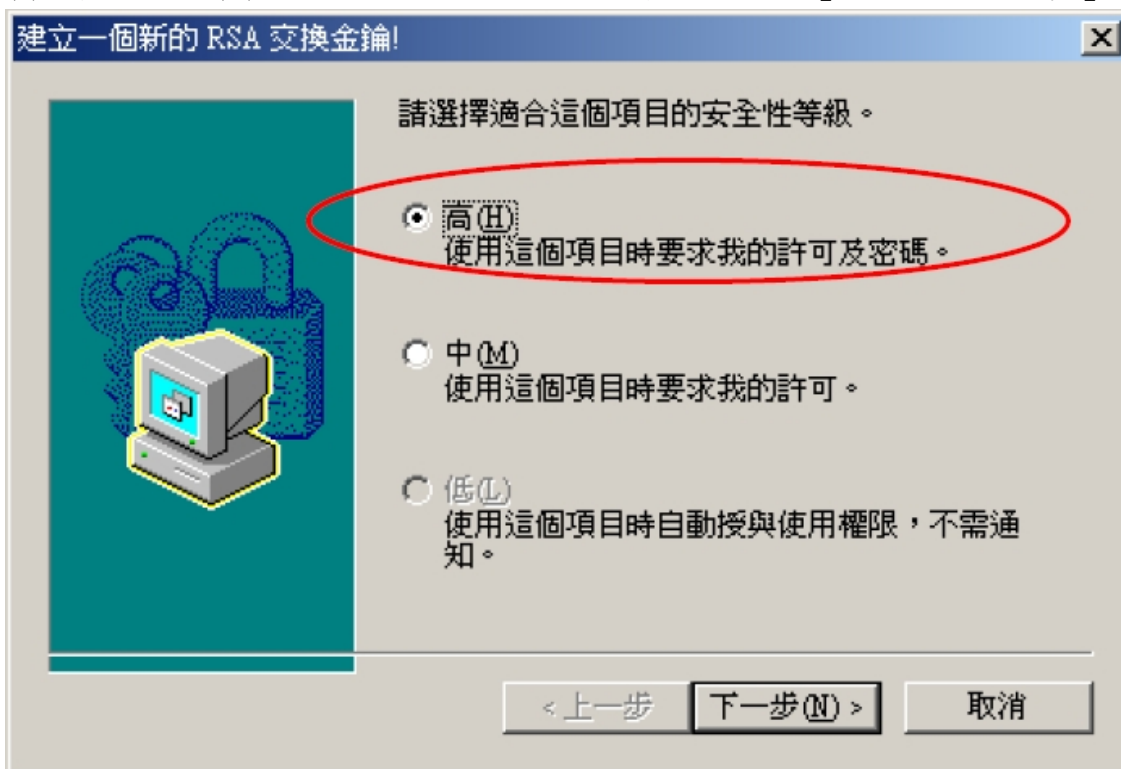 建立一個新的 RSA 交換金鑰!
請選擇適合這個項目的安全性等級。
高(H)
使用這個項目時要求我的許可及密碼。
中(M)
使用這個項目時要求我的許可。
低(L)
使用這個項目時自動授與使用權限，不需通
知。
<上一步 下一步(N) > 取消